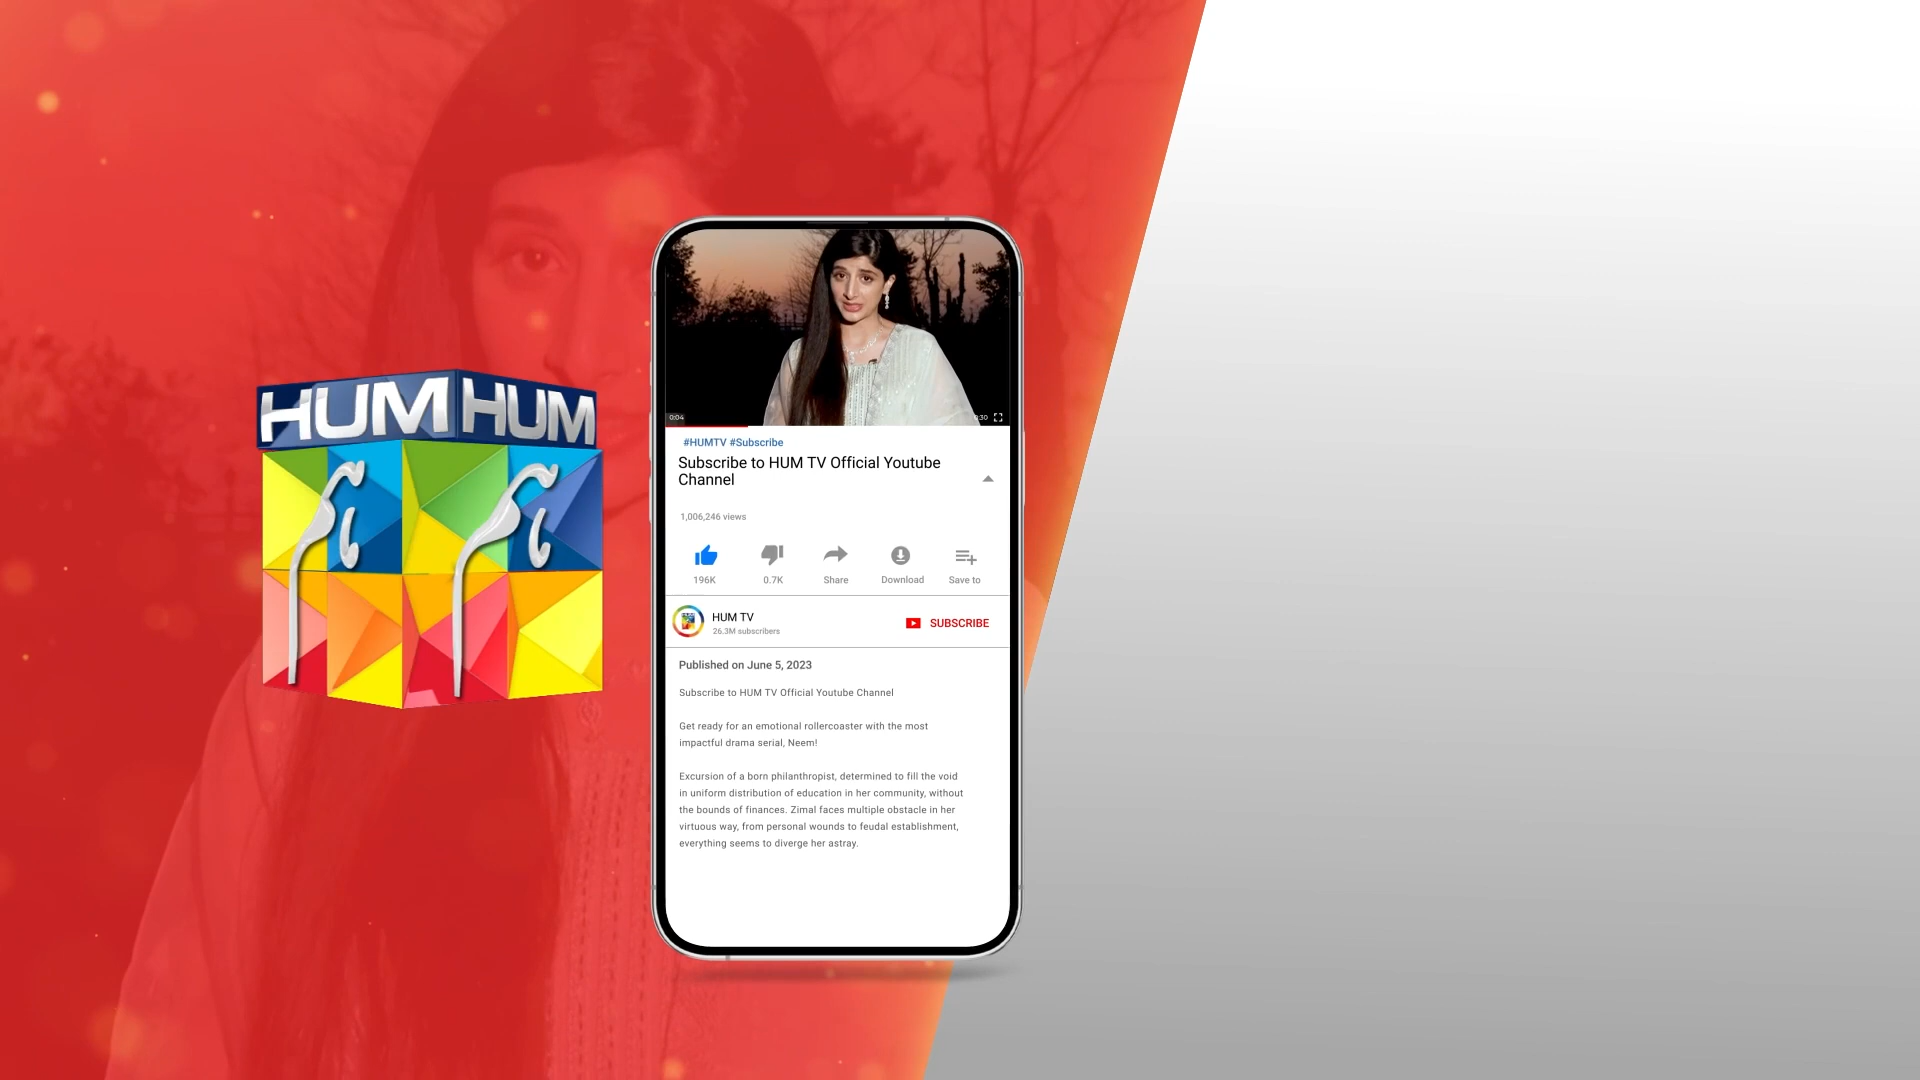 HUM HUM
ہم ہم
0:04 0:30
#HUMTV #Subscribe
Subscribe to HUM TV Official Youtube
Channel
1,006,246 views
196K 0.7K Share Download Save to
HUM TV
26.3M subscribers
SUBSCRIBE
Published on June 5, 2023
Subscribe to HUM TV Official Youtube Channel
Get ready for an emotional rollercoaster with the most
impactful drama serial, Neem!
Excursion of a born philanthropist, determined to fill the void
in uniform distribution of education in her community, without
the bounds of finances. Zimal faces multiple obstacle in her
virtuous way, from personal wounds to feudal establishment,
everything seems to diverge her astray.